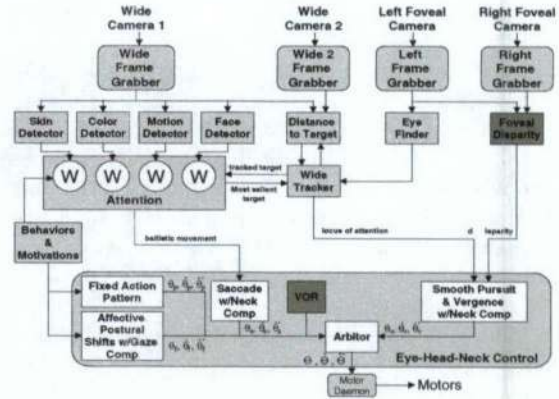 Wide Camera 1
Wide Camera 2
Left Foveal Camera
Right Foveal Camera
Wide Frame Grabber
Wide 2 Frame Grabber
Left Frame Grabber
Right Frame Grabber
Skin Detector
Color Detector
Motion Detector
Face Detector
Distance to Target
Eye Finder
Foveal Disparity
W
W
W
W
Attention
tracked target
Most salient target
Wide Tracker
Behaviors & Motivations
ballistic movement
locus of attention
d isparity
Fixed Action Pattern
Saccade w/Neck Comp
VOR
Smooth Pursuit & Vergence w/Neck Comp
Affective Postural Shifts w/Gaze Comp
Arbitor
Eye-Head-Neck Control
Motor Daemon
Motors